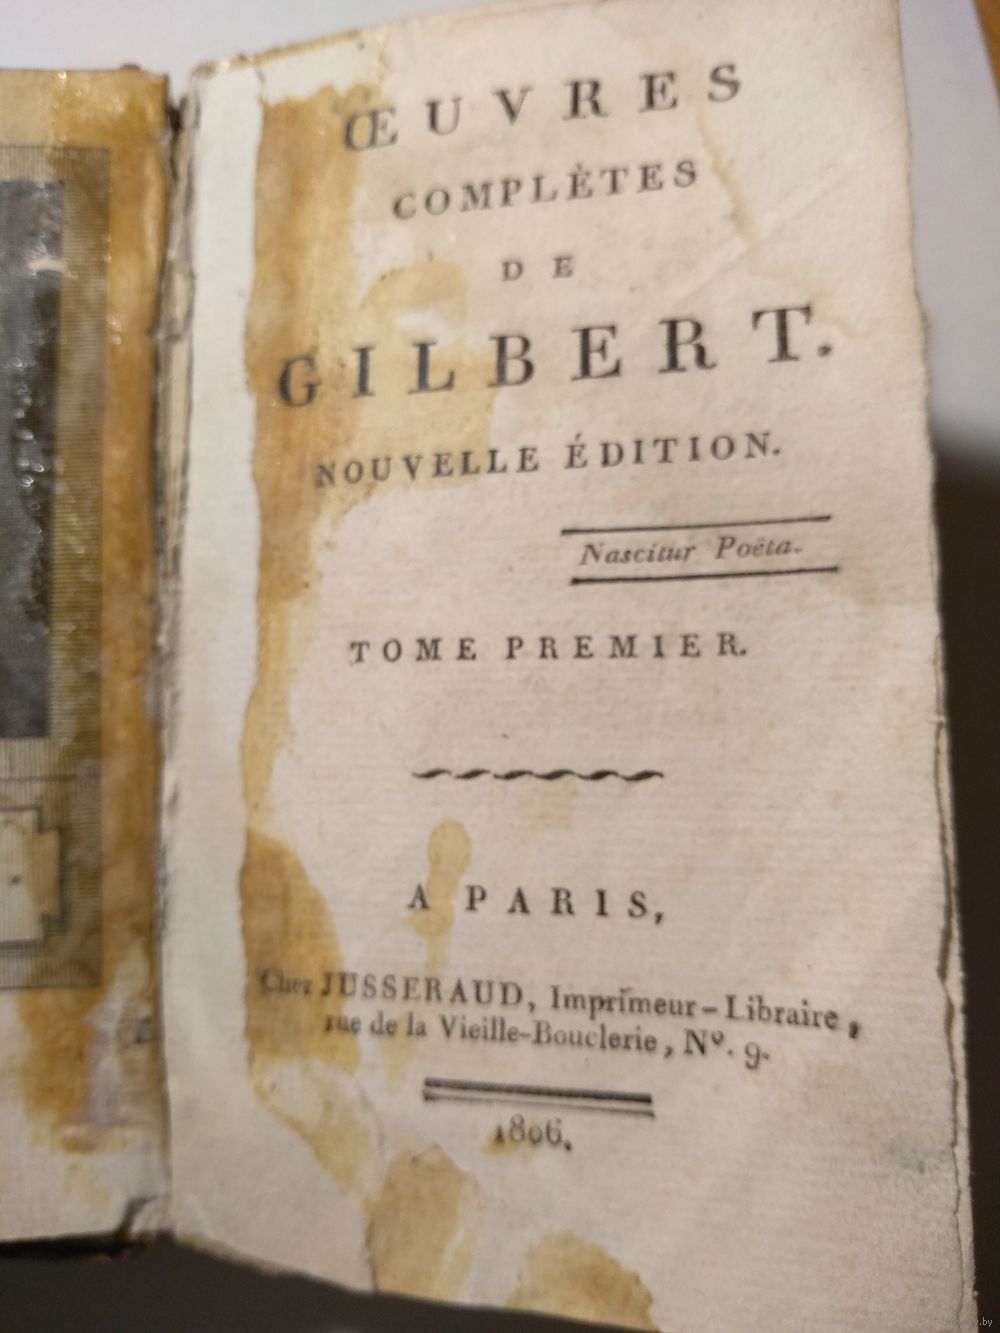 ŒUVRES
COMPLÈTES
DE
GILBERT.
NOUVELLE ÉDITION.
Nascitur Poëta.
TOME PREMIER.
A PARIS,
Chez JUSSERAUD, Imprimeur-Libraire,
rue de la Vieille-Bouclerie, Nº. 9.
1806.